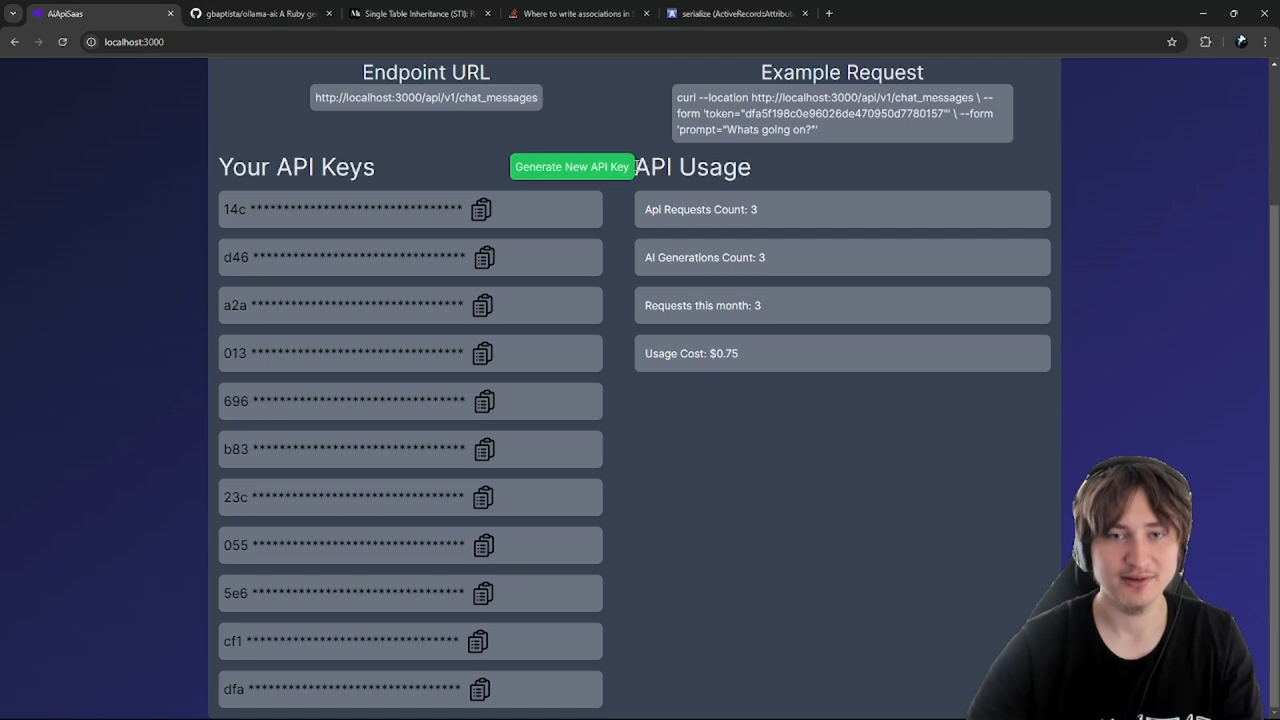 AiApiSaas
gbaptista/ollama-ai: A Ruby ge
Single Table Inheritance (STI): R
Where to write associations in S
serialize (ActiveRecord::Attribut
localhost:3000
Endpoint URL
http://localhost:3000/api/v1/chat_messages
Example Request
curl --location http://localhost:3000/api/v1/chat_messages \ --
form 'token="dfa5f198c0e96026de470950d7780157"' \ --form
'prompt="Whats going on?"'
Your API Keys
Generate New API Key
14c ********************************
d46 ********************************
a2a ********************************
013 ********************************
696 ********************************
b83 ********************************
23c ********************************
055 ********************************
5e6 ********************************
cf1 ********************************
dfa ********************************
API Usage
Api Requests Count: 3
AI Generations Count: 3
Requests this month: 3
Usage Cost: $0.75